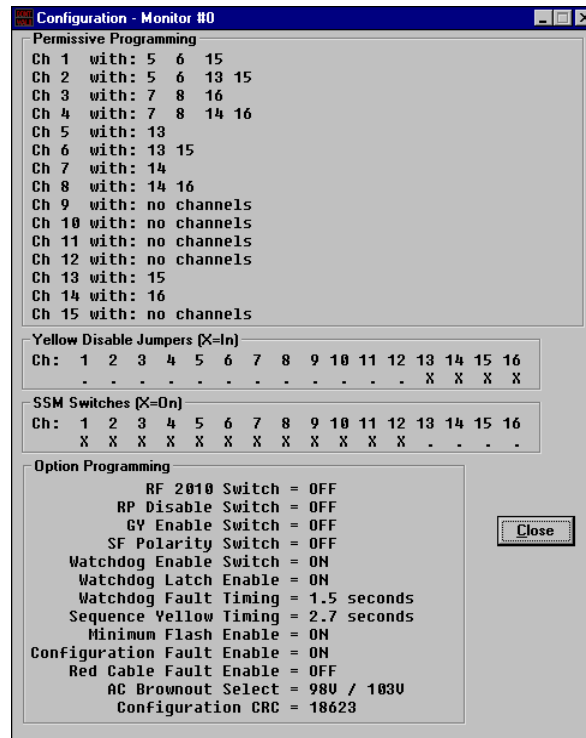 Configuration - Monitor #0
Permissive Programming
Ch 1 with: 5 6 15
Ch 2 with: 5 6 13 15
Ch 3 with: 7 8 16
Ch 4 with: 7 8 14 16
Ch 5 with: 13
Ch 6 with: 13 15
Ch 7 with: 14
Ch 8 with: 14 16
Ch 9 with: no channels
Ch 10 with: no channels
Ch 11 with: no channels
Ch 12 with: no channels
Ch 13 with: 15
Ch 14 with: 16
Ch 15 with: no channels
Yellow Disable Jumpers (X=In)
Ch: 1 2 3 4 5 6 7 8 9 10 11 12 13 14 15 16
. . . . . . . . . . . . X X X X
SSM Switches (X=On)
Ch: 1 2 3 4 5 6 7 8 9 10 11 12 13 14 15 16
X X X X X X X X X X X X . . . .
Option Programming
RF 2010 Switch = OFF
RP Disable Switch = OFF
GY Enable Switch = OFF
SF Polarity Switch = OFF
Close
Watchdog Enable Switch = ON
Watchdog Latch Enable = ON
Watchdog Fault Timing = 1.5 seconds
Sequence Yellow Timing = 2.7 seconds
Minimum Flash Enable = ON
Configuration Fault Enable = ON
Red Cable Fault Enable = OFF
AC Brownout Select = 98V / 103V
Configuration CRC = 18623